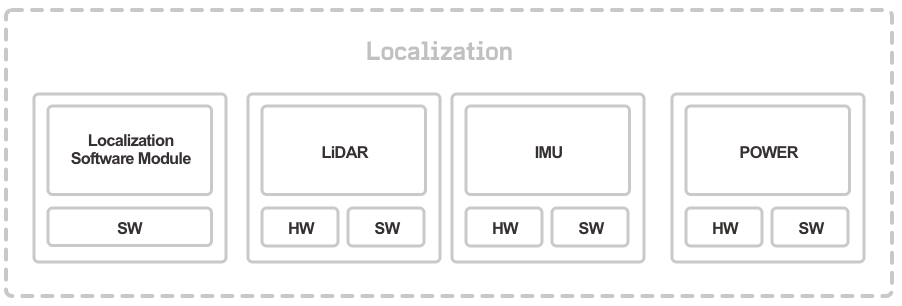 Localization
Localization
Software Module
SW
LiDAR
HW
SW
IMU
HW
SW
POWER
HW
SW